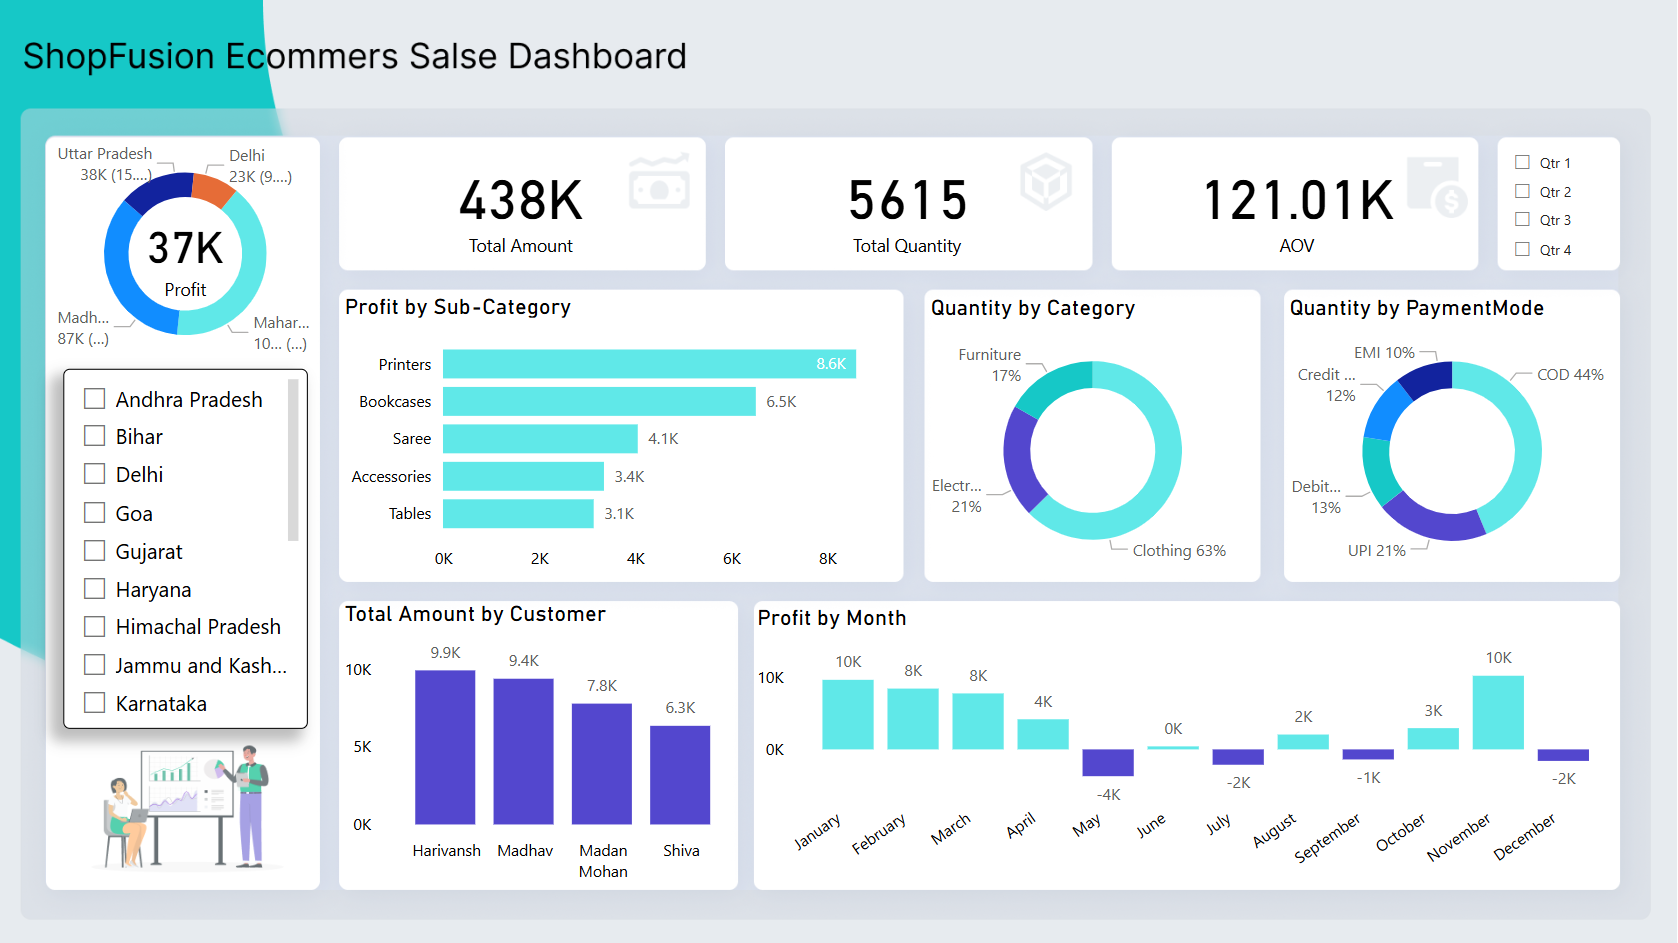 ShopFusion Ecommers Salse Dashboard
Uttar Pradesh
38K (15....)
Delhi
23K (9....)
37K
Profit
Madh...
87K (...)
Mahar...
10... (...)
438K
Total Amount
5615
Total Quantity
121.01K
AOV
Qtr 1
Qtr 2
Qtr 3
Qtr 4
Andhra Pradesh
Bihar
Delhi
Goa
Gujarat
Haryana
Himachal Pradesh
Jammu and Kash...
Karnataka
Profit by Sub-Category
Printers
8.6K
Bookcases
6.5K
Saree
4.1K
Accessories
3.4K
Tables
3.1K
0K 2K 4K 6K 8K
Quantity by Category
Furniture
17%
Electr...
21%
Clothing 63%
Quantity by PaymentMode
EMI 10%
Credit ...
12%
COD 44%
Debit...
13%
UPI 21%
Total Amount by Customer
10K
5K
0K
9.9K
9.4K
7.8K
6.3K
Harivansh
Madhav
Madan
Mohan
Shiva
Profit by Month
10K
0K
10K
8K
8K
4K
-4K
0K
-2K
2K
-1K
3K
10K
-2K
January
February
March
April
May
June
July
August
September
October
November
December